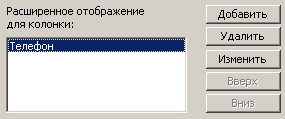 Расширенное отображение
для колонки:
Телефон
Добавить
Удалить
Изменить
Вверх
Вниз